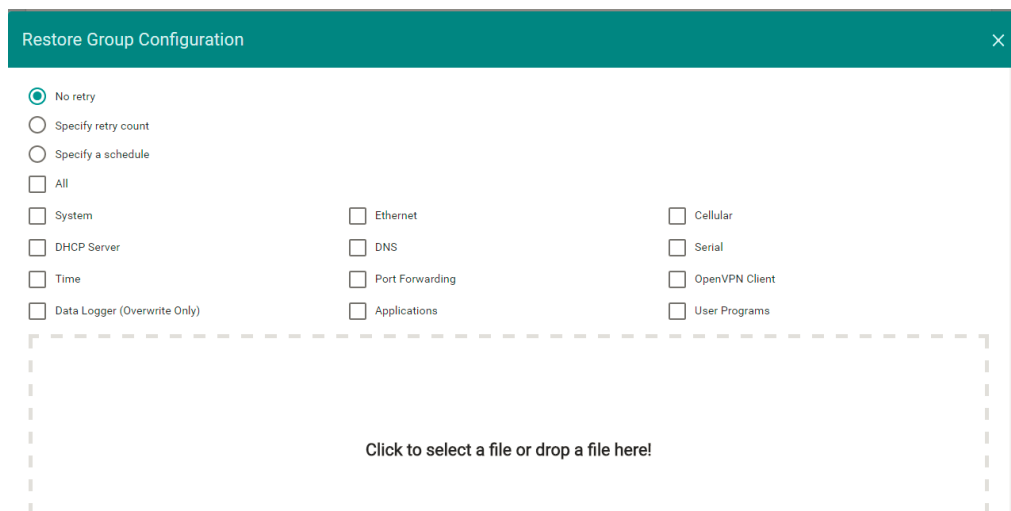 Restore Group Configuration
No retry
Specify retry count
Specify a schedule
All
System Ethernet Cellular
DHCP Server DNS Serial
Time Port Forwarding OpenVPN Client
Data Logger (Overwrite Only) Applications User Programs
Click to select a file or drop a file here!